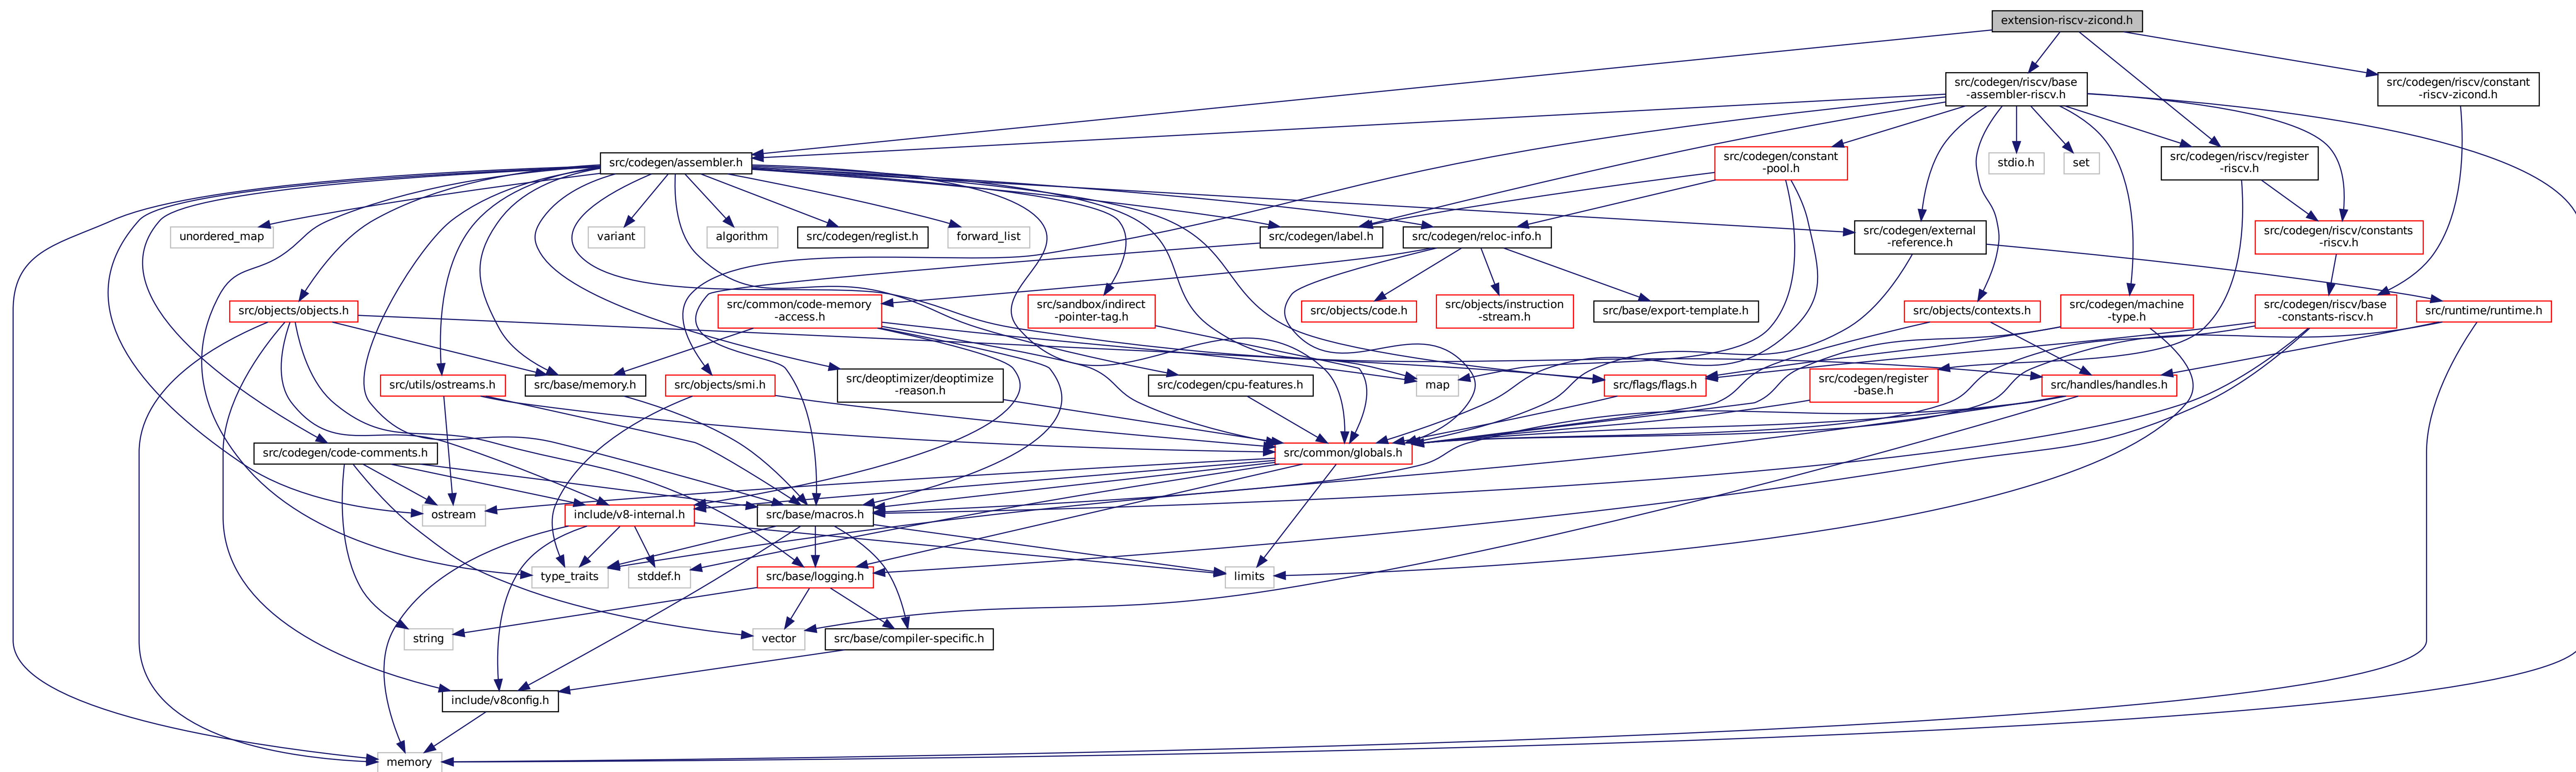 extension-riscv-zicond.h
src/codegen/riscv/base
-assembler-riscv.h
src/codegen/riscv/constant
-riscv-zicond.h
src/codegen/assembler.h
src/codegen/constant
-pool.h
stdio.h
set
src/codegen/riscv/register
-riscv.h
unordered_map
variant
algorithm
src/codegen/reglist.h
forward_list
src/codegen/label.h
src/codegen/reloc-info.h
src/codegen/external
-reference.h
src/codegen/riscv/constants
-riscv.h
src/objects/objects.h
src/common/code-memory
-access.h
src/sandbox/indirect
-pointer-tag.h
src/objects/code.h
src/objects/instruction
-stream.h
src/base/export-template.h
src/objects/contexts.h
src/codegen/machine
-type.h
src/codegen/riscv/base
-constants-riscv.h
src/runtime/runtime.h
src/utils/ostreams.h
src/base/memory.h
src/objects/smi.h
src/deoptimizer/deoptimize
-reason.h
src/codegen/cpu-features.h
map
src/flags/flags.h
src/codegen/register
-base.h
src/handles/handles.h
src/codegen/code-comments.h
src/common/globals.h
ostream
include/v8-internal.h
src/base/macros.h
type_traits
stddef.h
src/base/logging.h
limits
string
vector
src/base/compiler-specific.h
include/v8config.h
memory